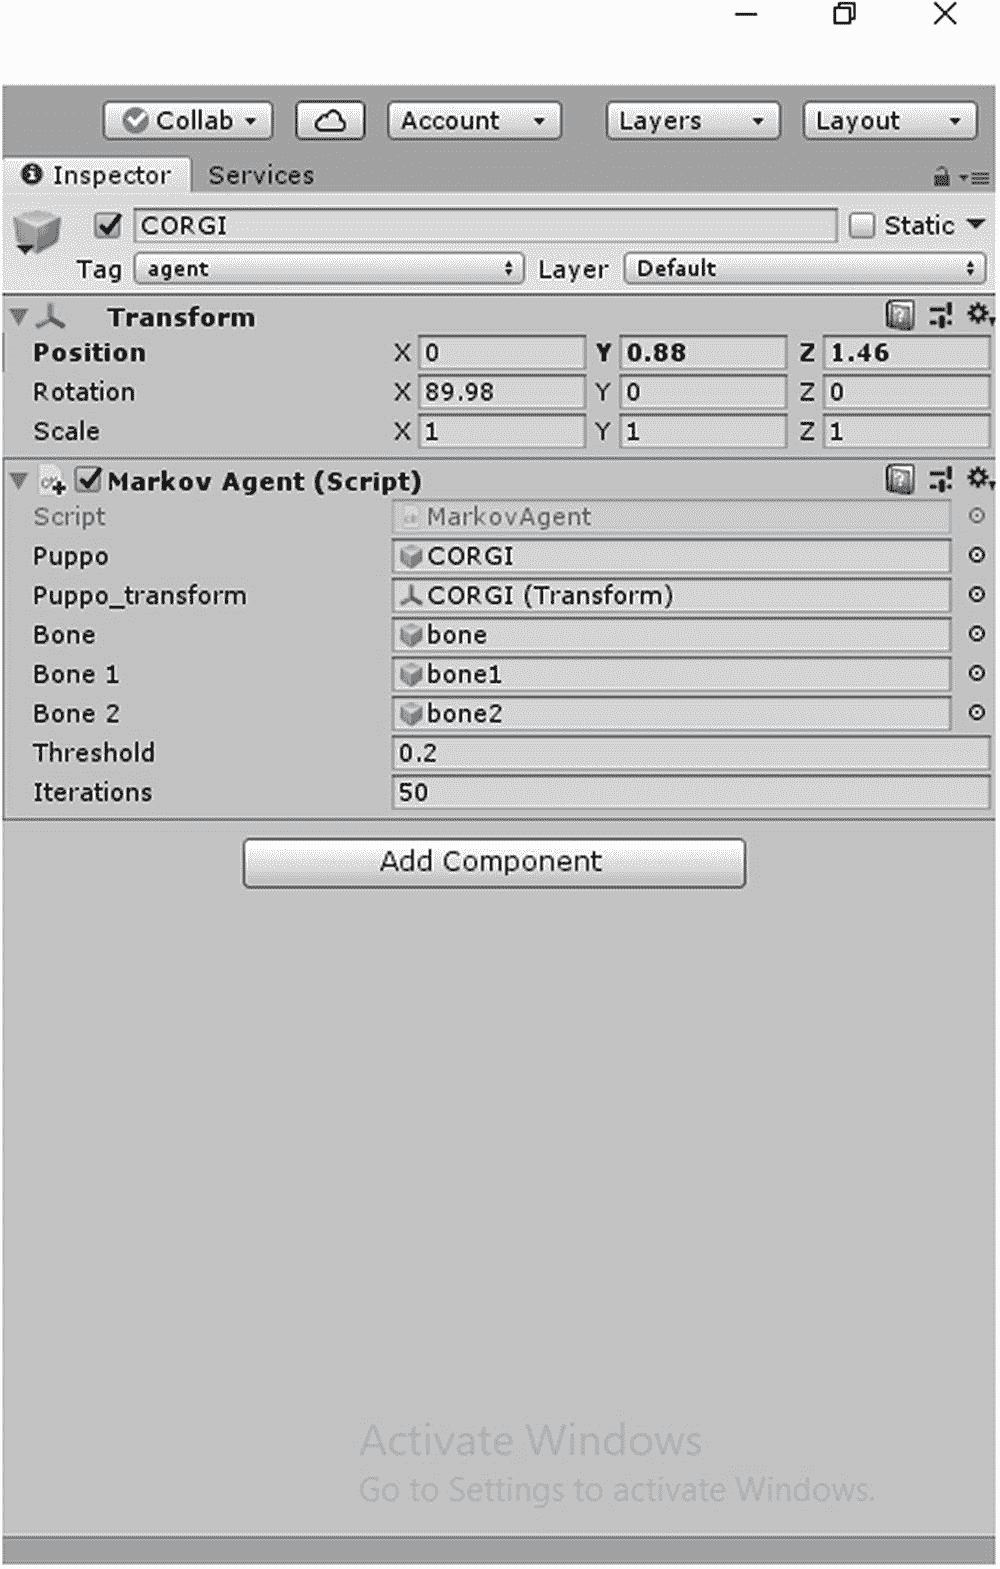 Collab Account Layers Layout
Inspector Services
CORGI Static
Tag agent Layer Default
Transform
Position X 0 Y 0.88 Z 1.46
Rotation X 89.98 Y 0 Z 0
Scale X 1 Y 1 Z 1
Markov Agent (Script)
Script MarkovAgent
Puppo CORGI
Puppo_transform CORGI (Transform)
Bone bone
Bone 1 bone1
Bone 2 bone2
Threshold 0.2
Iterations 50
Add Component
Activate Windows
Go to Settings to activate Windows.